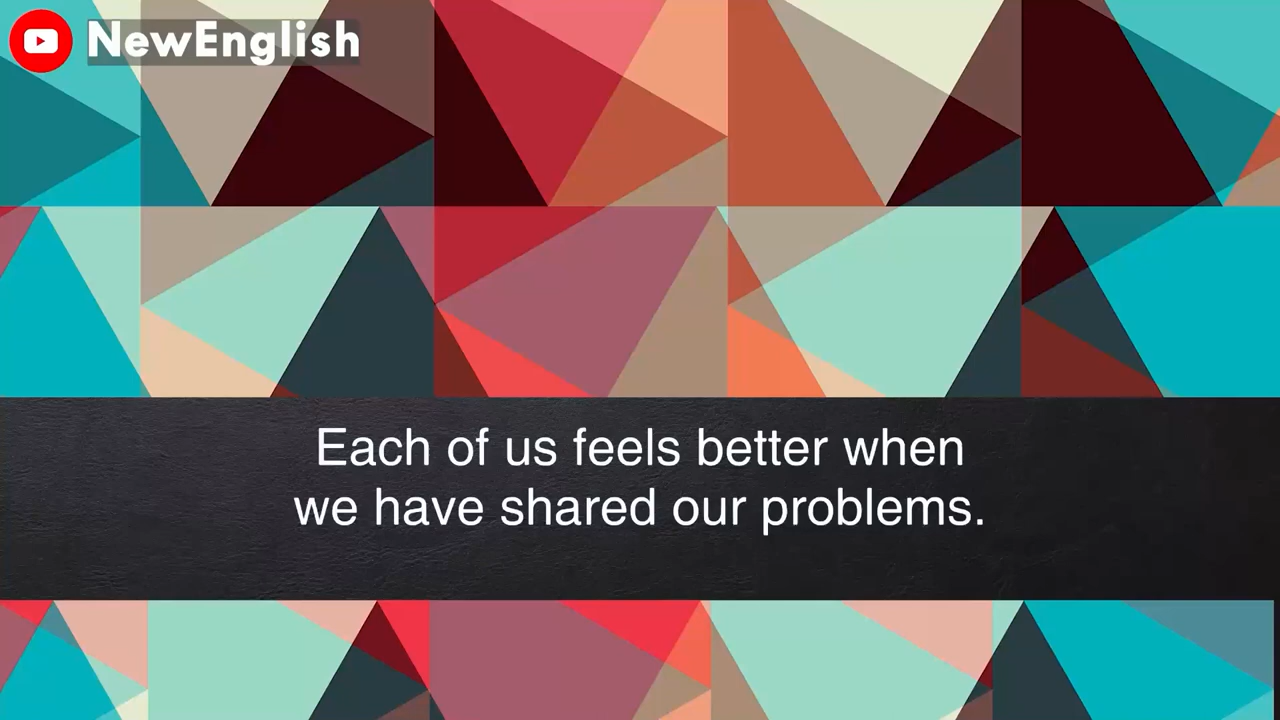 NewEnglish
Each of us feels better when
we have shared our problems.